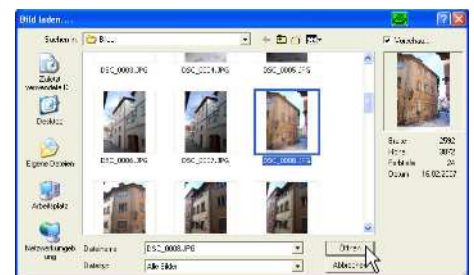 Bild laden....
Suchen in: Bilder
Vorschau...
DSC_0003.JPG DSC_0004.JPG DSC_0005.JPG
Zuletzt verwendete D
Desktop
DSC_0006.JPG DSC_0007.JPG DSC_0008.JPG
Breite: 2592
Höhe: 3872
Farbtiefe 24
Datum 16.02.2007
Eigene Dateien
Arbeitsplatz
Netzwerkumgebung
Dateiname: DSC_0008.JPG
Öffnen
Dateityp: Alle Bilder
Abbrechen